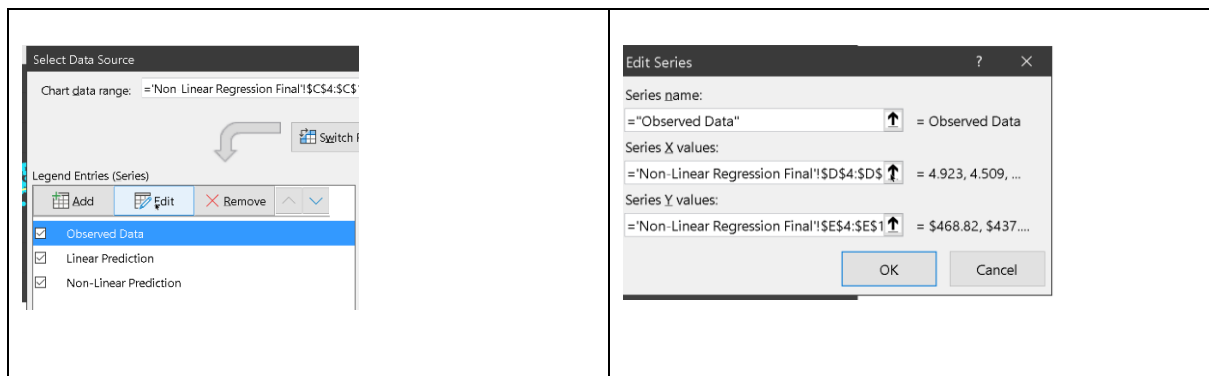 Select Data Source
Chart data range: ='Non Linear Regression Final'!$C$4:$C$
Switch
Legend Entries (Series)
Add Edit Remove
Observed Data
Linear Prediction
Non-Linear Prediction
Edit Series ? ×
Series name:
="Observed Data" = Observed Data
Series X values:
='Non-Linear Regression Final'!$D$4:$D$ = 4.923, 4.509, ...
Series Y values:
='Non-Linear Regression Final'!$E$4:$E$1 = $468.82, $437....
OK Cancel